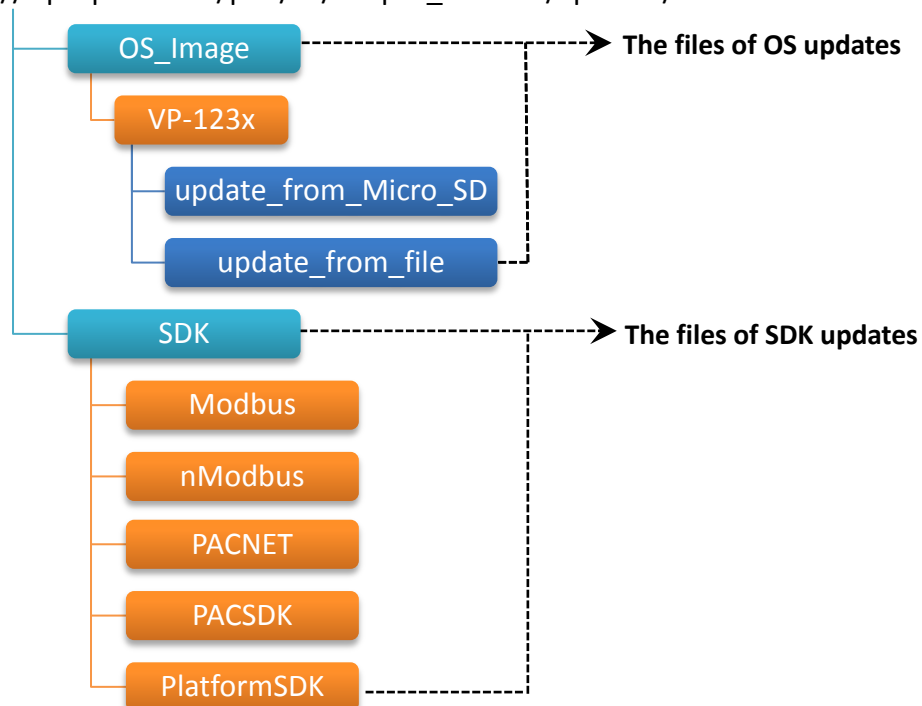 OS_Image
The files of OS updates
VP-123x
update_from_Micro_SD
update_from_file
SDK
The files of SDK updates
Modbus
nModbus
PACNET
PACSDK
PlatformSDK